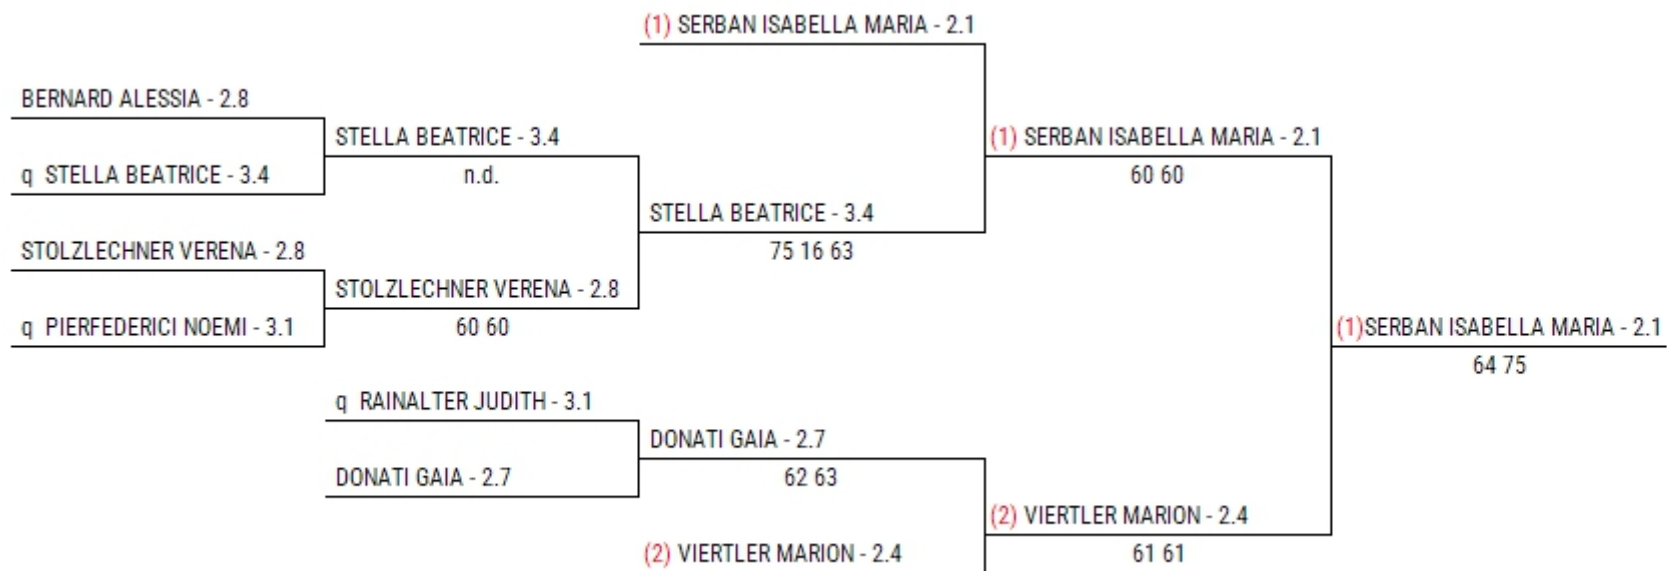 (1) SERBAN ISABELLA MARIA - 2.1
BERNARD ALESSIA - 2.8
STELLA BEATRICE - 3.4
(1) SERBAN ISABELLA MARIA - 2.1
q STELLA BEATRICE - 3.4
n.d.
60 60
STELLA BEATRICE - 3.4
STOLZLECHNER VERENA - 2.8
75 16 63
STOLZLECHNER VERENA - 2.8
q PIERFEDERICI NOEMI - 3.1
60 60
(1)SERBAN ISABELLA MARIA - 2.1
64 75
q RAINALTER JUDITH - 3.1
DONATI GAIA - 2.7
DONATI GAIA - 2.7
62 63
(2) VIERTLER MARION - 2.4
(2) VIERTLER MARION - 2.4
61 61